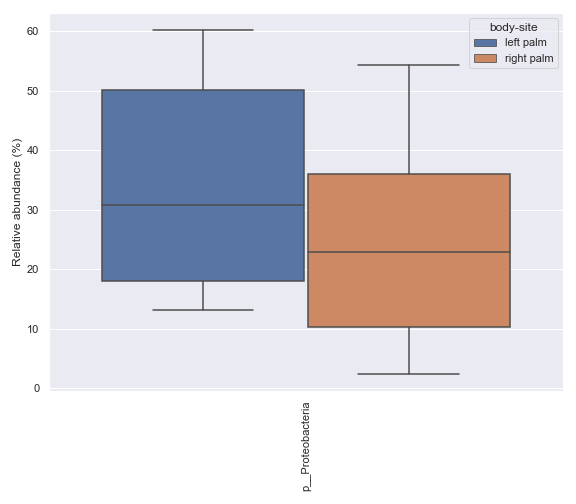 body-site
left palm
right palm
Relative abundance (%)
60
50
40
30
20
10
0
p__Proteobacteria